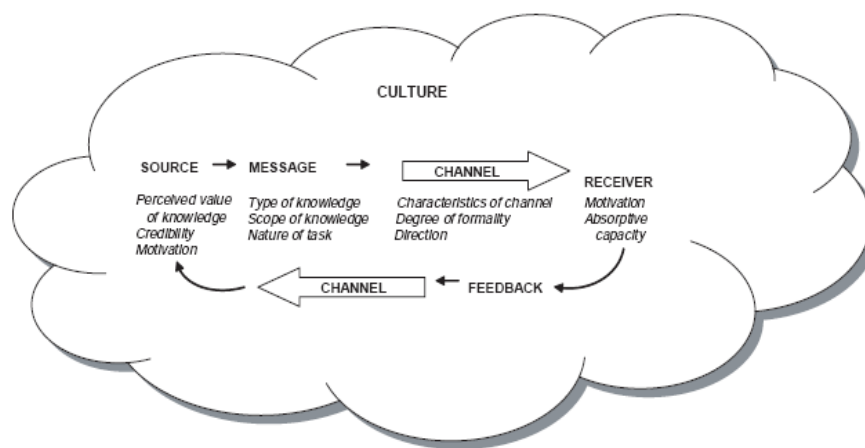 CULTURE
SOURCE
MESSAGE
CHANNEL
RECEIVER
Perceived value
of knowledge
Credibility
Motivation
Type of knowledge
Scope of knowledge
Nature of task
Characteristics of channel
Degree of formality
Direction
Motivation
Absorptive
capacity
CHANNEL
FEEDBACK